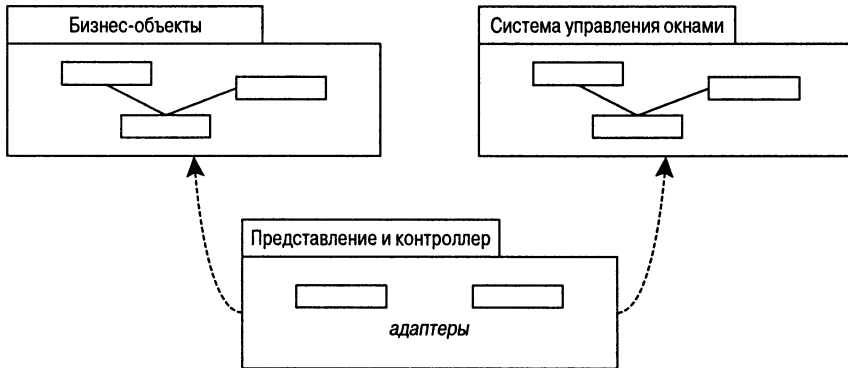 Бизнес-объекты
Система управления окнами
Представление и контроллер
адаптеры